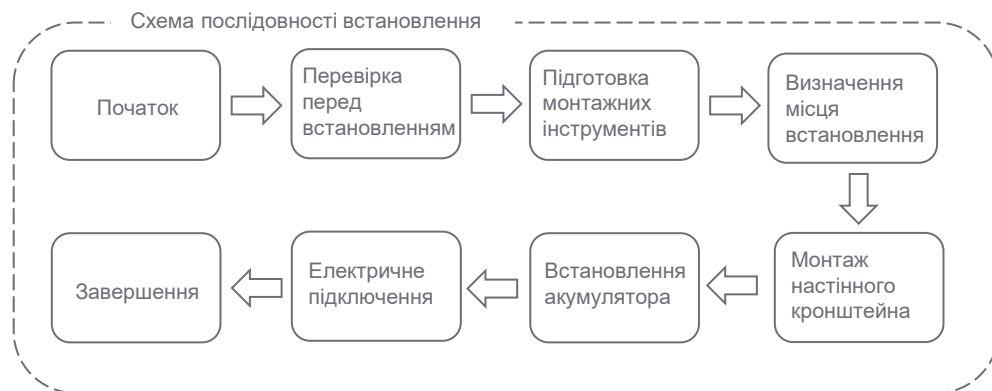 Схема послідовності встановлення
Початок
Перевірка
перед
встановленням
Підготовка
монтажних
інструментів
Визначення
місця
встановлення
Монтаж
настінного
кронштейна
Встановлення
акумулятора
Електричне
підключення
Завершення